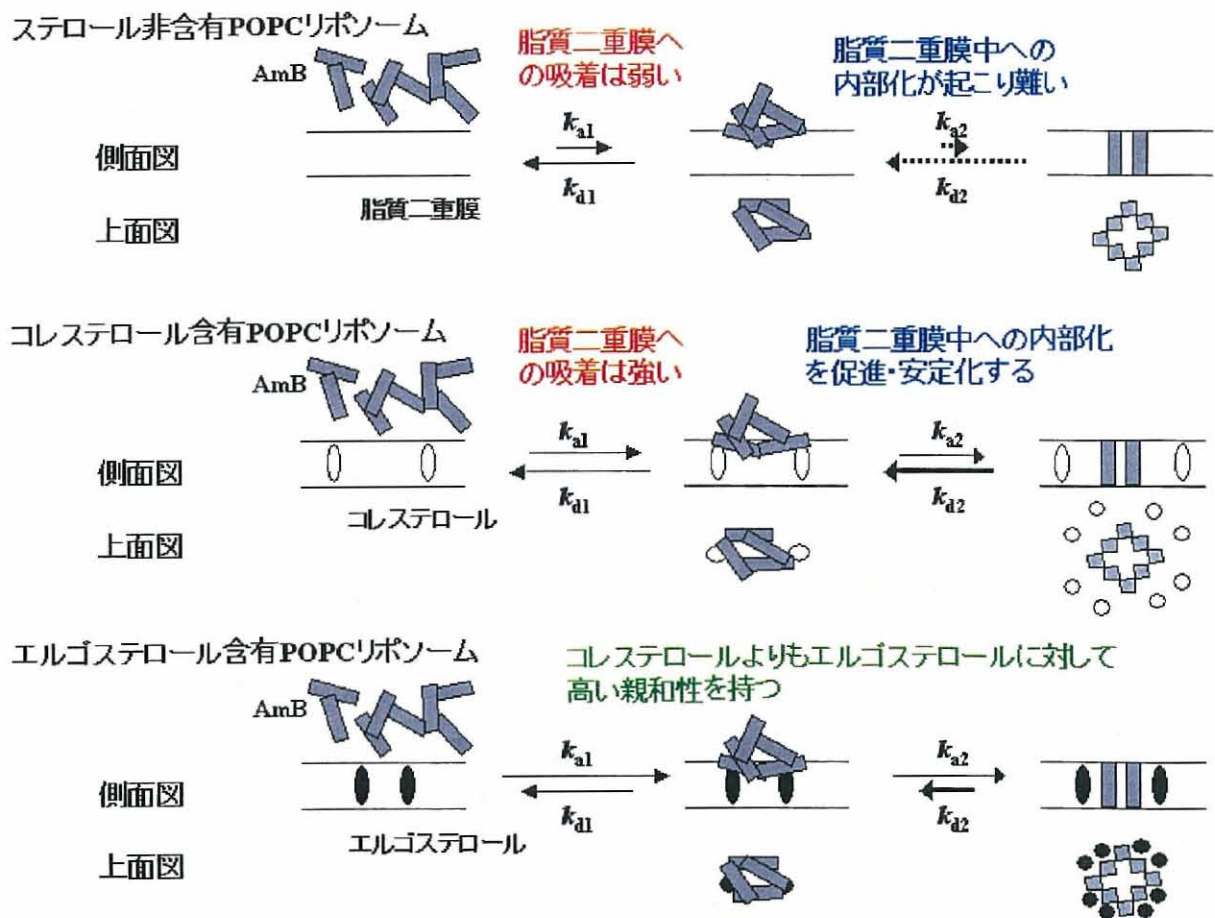 ステロール非含有POPCリポソーム
AmB
脂質二重膜へ
の吸着は弱い
脂質二重膜中への
内部化が起こり難い
側面図
ka1
kd1
ka2
kd2
脂質二重膜
上面図
コレステロール含有POPCリポソーム
AmB
脂質二重膜へ
の吸着は強い
脂質二重膜中への内部化
を促進・安定化する
側面図
ka1
kd1
ka2
kd2
コレステロール
上面図
エルゴステロール含有POPCリポソーム
AmB
コレステロールよりもエルゴステロールに対して
高い親和性を持つ
側面図
ka1
kd1
ka2
kd2
エルゴステロール
上面図